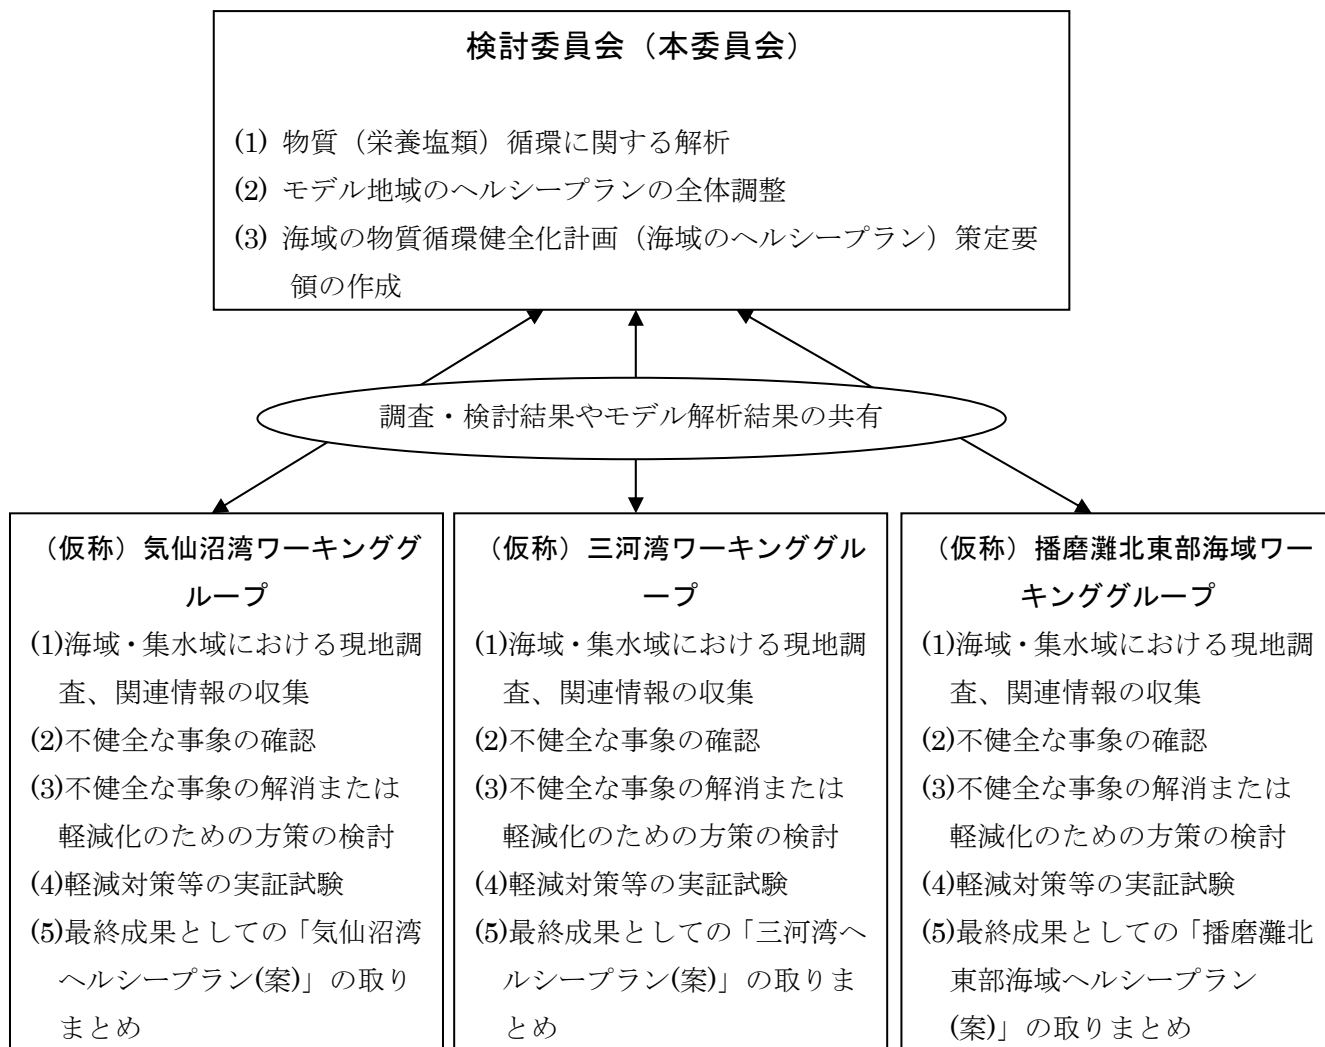 検討委員会（本委員会）
(1) 物質（栄養塩類）循環に関する解析
(2) モデル地域のヘルシープランの全体調整
(3) 海域の物質循環健全化計画（海域のヘルシープラン）策定要
領の作成
調査・検討結果やモデル解析結果の共有
（仮称）気仙沼湾ワーキンググ
ループ
(1)海域・集水域における現地調
査、関連情報の収集
(2)不健全な事象の確認
(3)不健全な事象の解消または
軽減化のための方策の検討
(4)軽減対策等の実証試験
(5)最終成果としての「気仙沼湾
ヘルシープラン(案)」の取り
まとめ
（仮称）三河湾ワーキンググル
ープ
(1)海域・集水域における現地調
査、関連情報の収集
(2)不健全な事象の確認
(3)不健全な事象の解消または
軽減化のための方策の検討
(4)軽減対策等の実証試験
(5)最終成果としての「三河湾ヘ
ルシープラン(案)」の取りま
とめ
（仮称）播磨灘北東部海域ワー
キンググループ
(1)海域・集水域における現地調
査、関連情報の収集
(2)不健全な事象の確認
(3)不健全な事象の解消または
軽減化のための方策の検討
(4)軽減対策等の実証試験
(5)最終成果としての「播磨灘北
東部海域ヘルシープラン
(案)」の取りまとめ